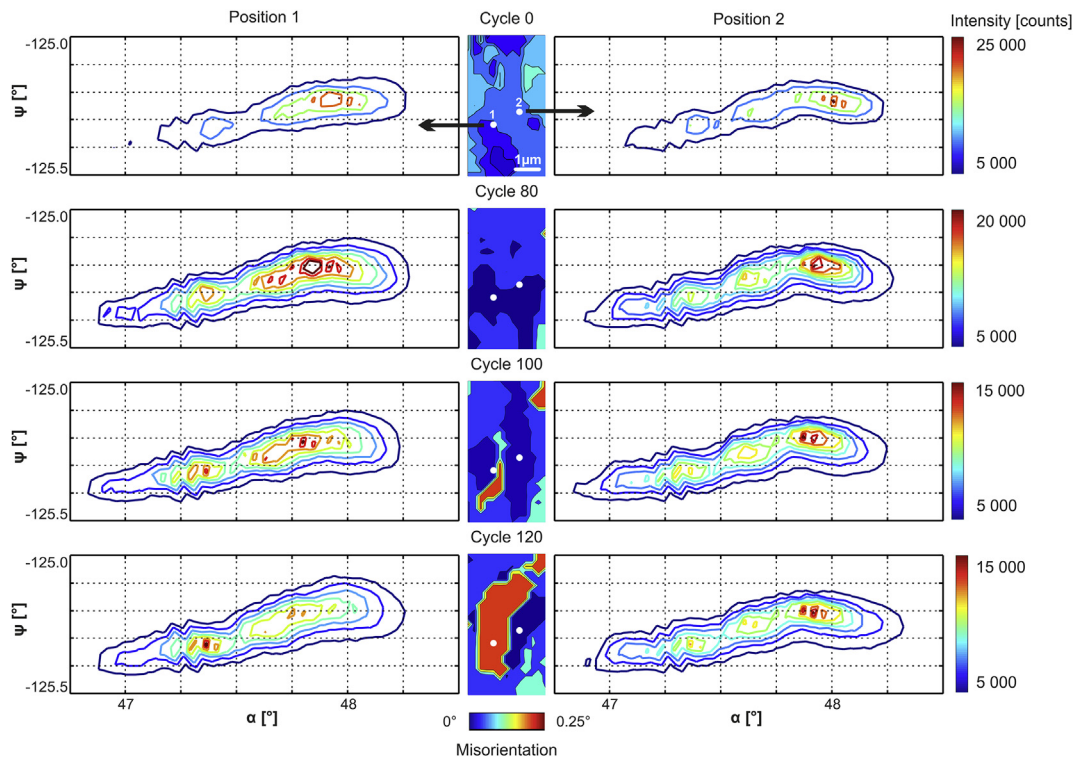 Position 1
Cycle 0
Position 2
Intensity [counts]
-125.0
Ψ [°]
-125.5
1
2
1µm
25 000
5 000
Cycle 80
-125.0
Ψ [°]
-125.5
20 000
5 000
Cycle 100
-125.0
Ψ [°]
-125.5
15 000
5 000
Cycle 120
-125.0
Ψ [°]
-125.5
15 000
5 000
47
48
47
48
α [°]
α [°]
0°
0.25°
Misorientation